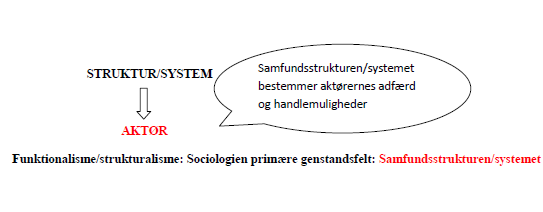 STRUKTUR/SYSTEM
Samfundsstrukturen/systemet
bestemmer aktørernes adfærd
og handlemuligheder
AKTØR
Funktionalisme/strukturalisme: Sociologien primære genstandsfelt: Samfundsstrukturen/systemet